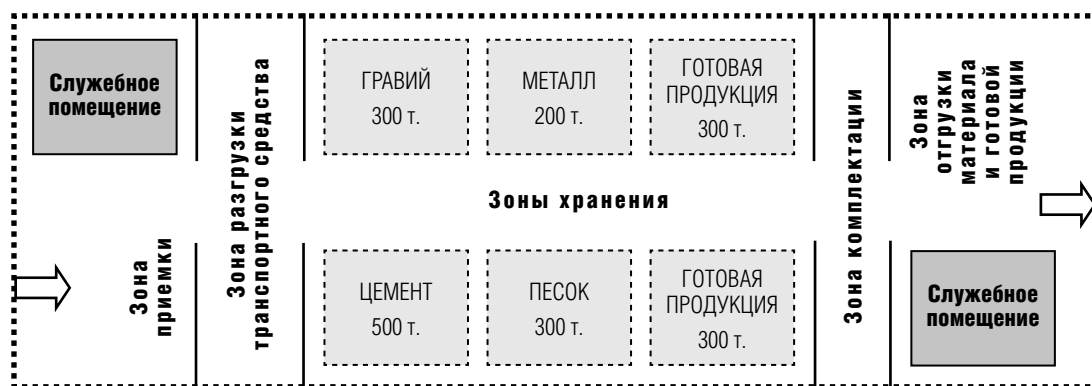 Служебное
помещение
Зона
приемки
Зона разгрузки
транспортного средства
ГРАВИЙ
300 т.
МЕТАЛЛ
200 т.
ГОТОВАЯ
ПРОДУКЦИЯ
300 т.
Зоны хранения
ЦЕМЕНТ
500 т.
ПЕСОК
300 т.
ГОТОВАЯ
ПРОДУКЦИЯ
300 т.
Зона комплектации
Зона
отгрузки
материала
и готовой
продукции
Служебное
помещение